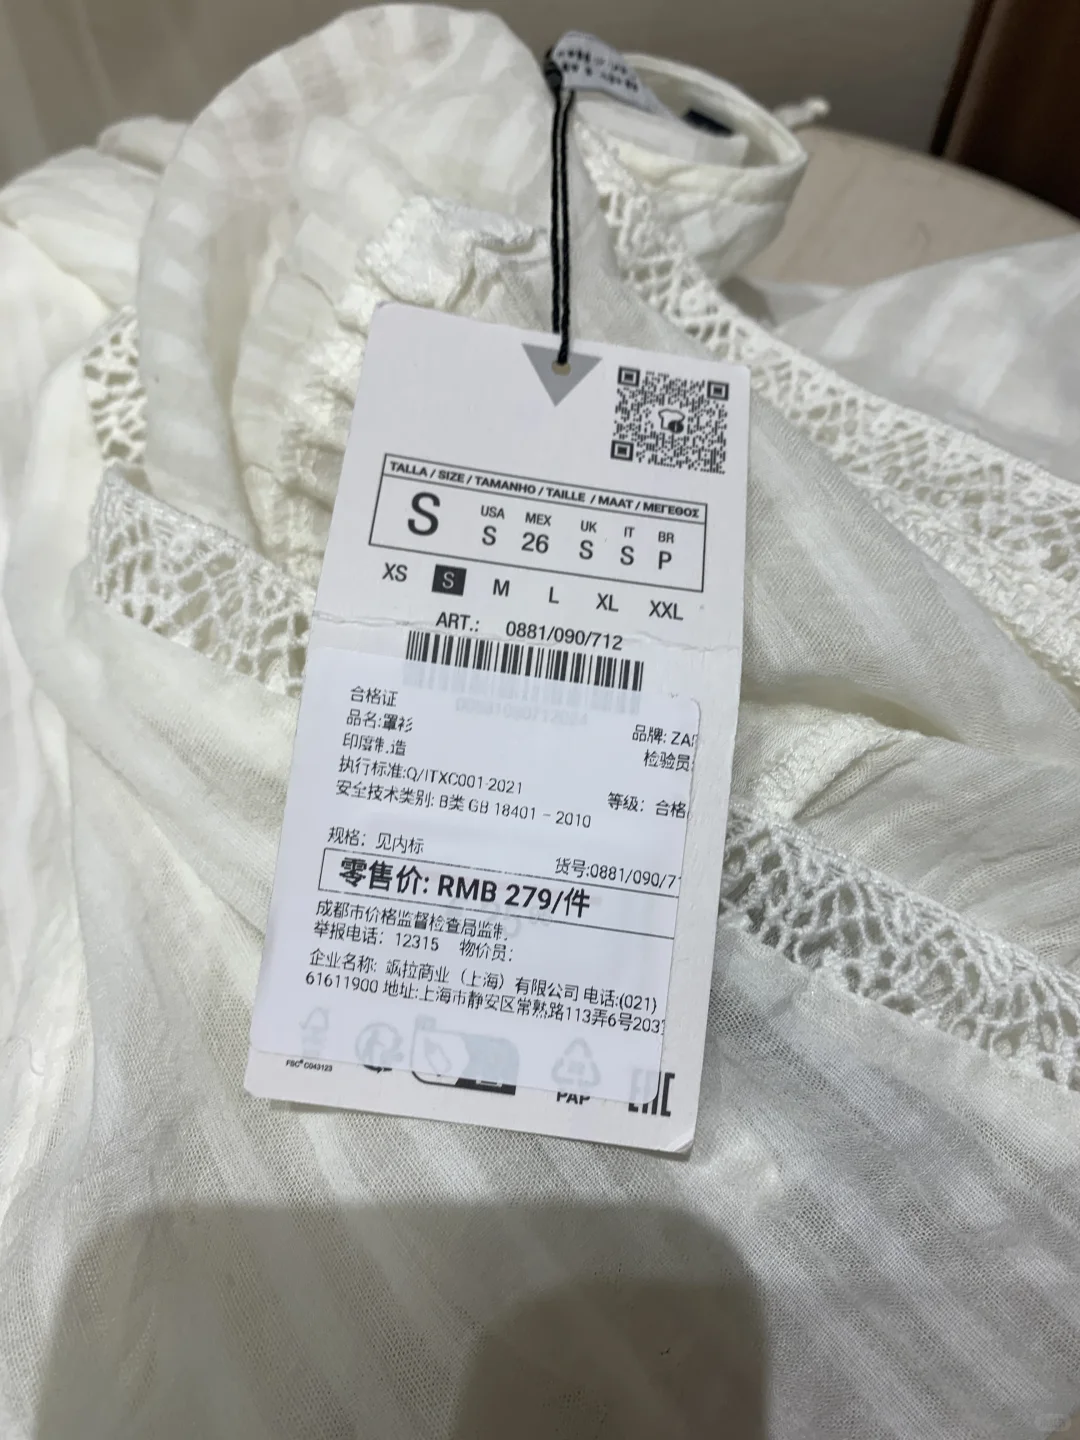 TALLA / SIZE / TAMANHO / TAILLE / MAAT / ΜΕΓΕΘΟΣ
S
USA MEX UK IT BR
S 26 S S P
XS S M L XL XXL
ART.: 0881/090/712
合格证
品名:罩衫 品牌: ZA
印度制造 检验员:
执行标准:Q/ITXC001-2021 等级: 合格
安全技术类别: B类 GB 18401 - 2010
规格: 见内标 货号:0881/090/71
零售价: RMB 279/件
成都市价格监督检查局监制.
举报电话: 12315 物价员:
企业名称: 飒拉商业(上海)有限公司 电话:(021)
61611900 地址:上海市静安区常熟路113弄6号203
FSC® C043123
PAP
EAC